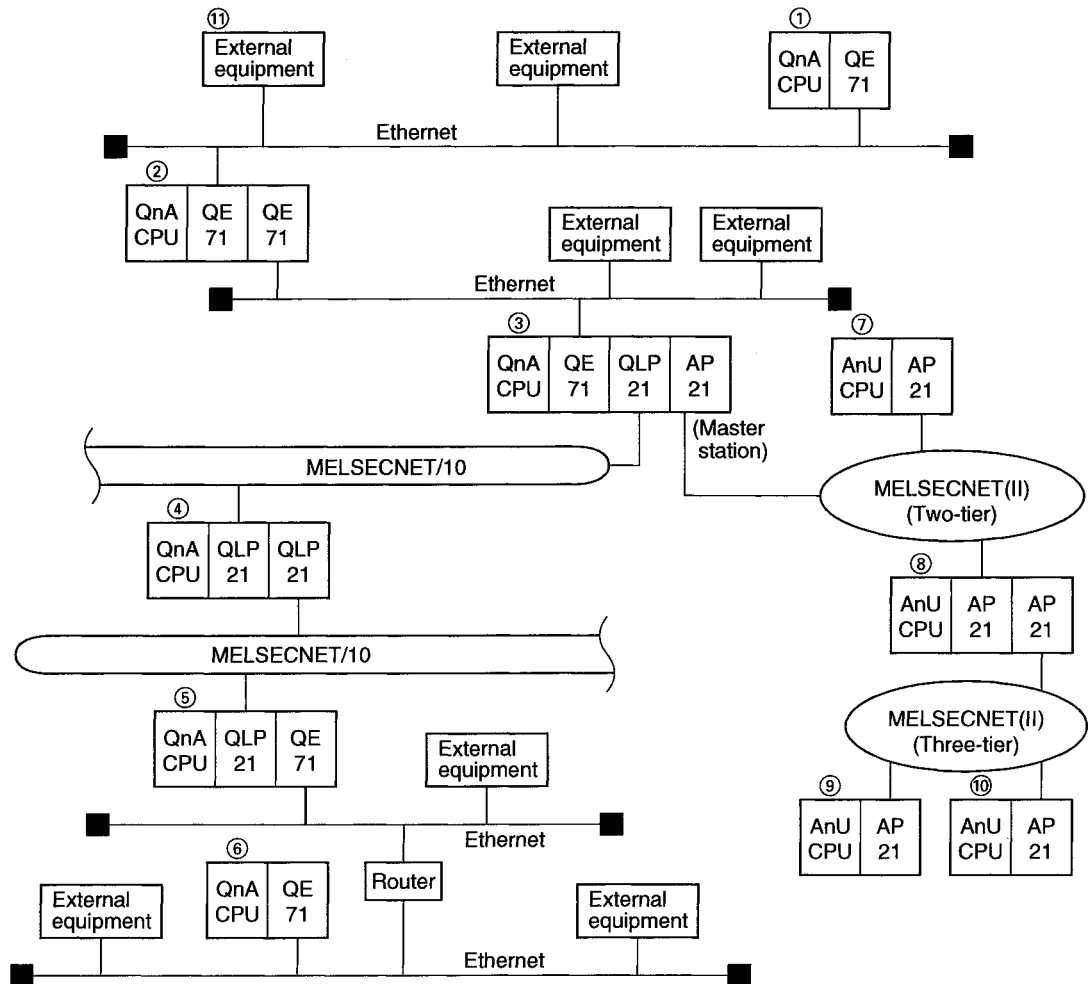 ⑪
External
equipment
External
equipment
①
QnA
CPU
QE
71
Ethernet
②
QnA
CPU
QE
71
QE
71
External
equipment
External
equipment
Ethernet
③
QnA
CPU
QE
71
QLP
21
AP
21
(Master
station)
⑦
AnU
CPU
AP
21
MELSECNET/10
MELSECNET(II)
(Two-tier)
④
QnA
CPU
QLP
21
QLP
21
⑧
AnU
CPU
AP
21
AP
21
MELSECNET/10
⑤
QnA
CPU
QLP
21
QE
71
External
equipment
MELSECNET(II)
(Three-tier)
⑨
AnU
CPU
AP
21
⑩
AnU
CPU
AP
21
Ethernet
⑥
QnA
CPU
QE
71
Router
External
equipment
External
equipment
Ethernet